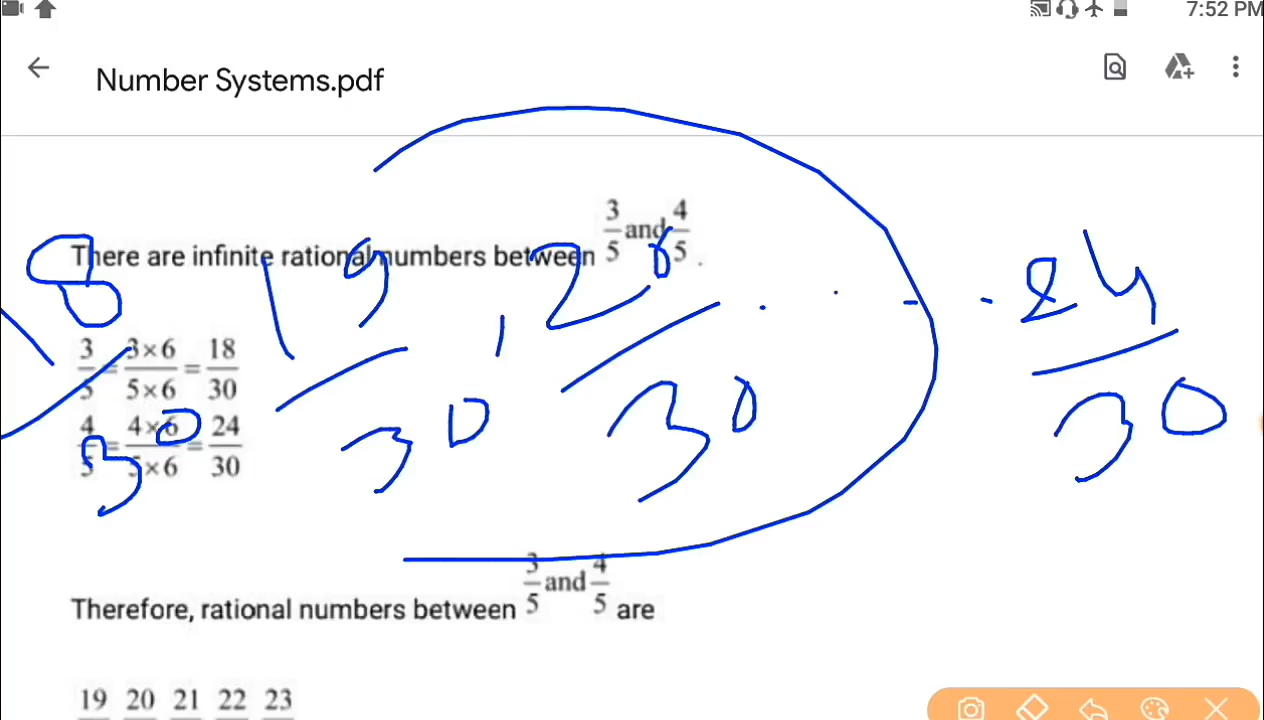 7:52 PM
Number Systems.pdf
There are infinite rational numbers between 3/5 and 4/5 .
3/5 = 3×6/5×6 = 18/30
4/5 = 4×6/5×6 = 24/30
18/30 19/30 , 20/30 . . - - 24/30
Therefore, rational numbers between 3/5 and 4/5 are
19 20 21 22 23